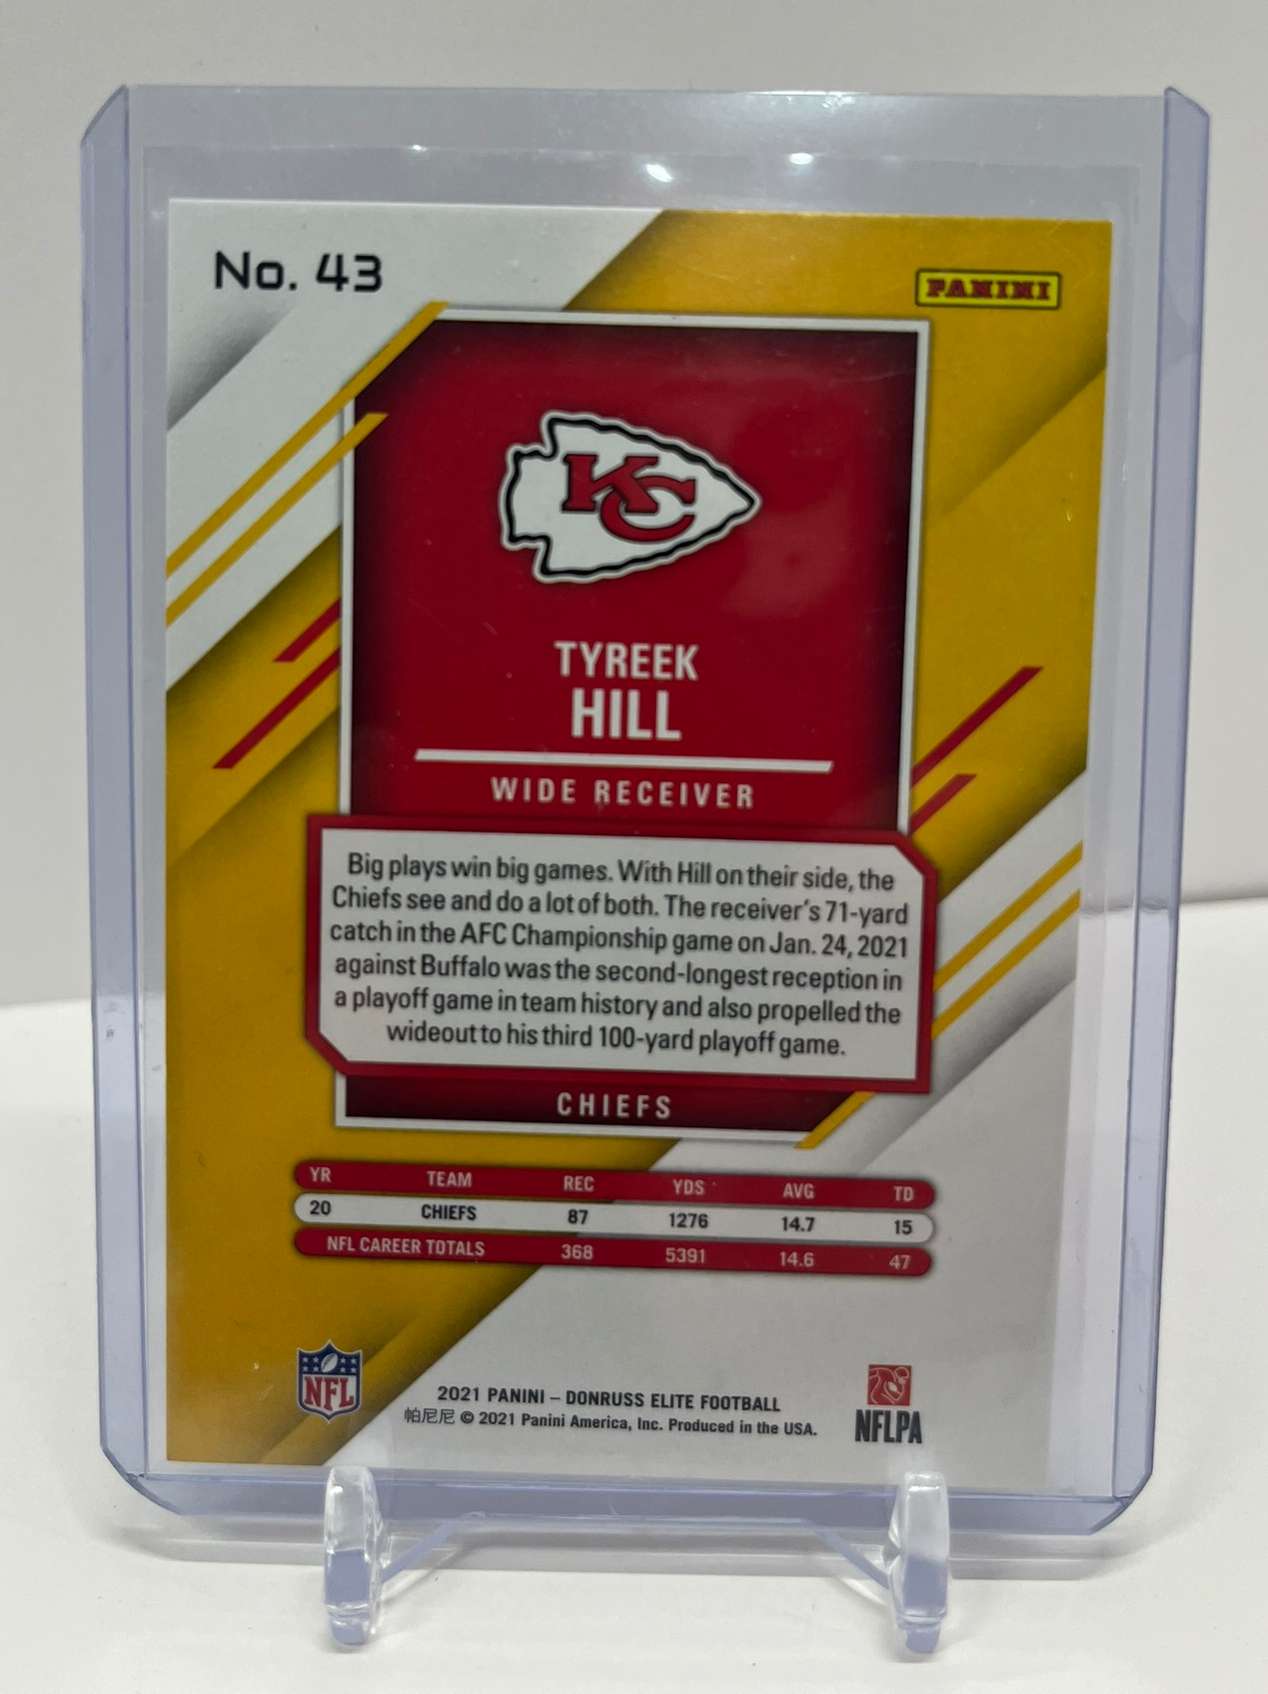 No. 43
PANINI
KC
TYREEK
HILL
WIDE RECEIVER
Big plays win big games. With Hill on their side, the
Chiefs see and do a lot of both. The receiver's 71-yard
catch in the AFC Championship game on Jan. 24, 2021
against Buffalo was the second-longest reception in
a playoff game in team history and also propelled the
wideout to his third 100-yard playoff game.
CHIEFS
YR TEAM REC YDS AVG TD
20 CHIEFS 87 1276 14.7 15
NFL CAREER TOTALS 368 5391 14.6 47
NFL
2021 PANINI – DONRUSS ELITE FOOTBALL
帕尼尼 © 2021 Panini America, Inc. Produced in the USA.
NFLPA